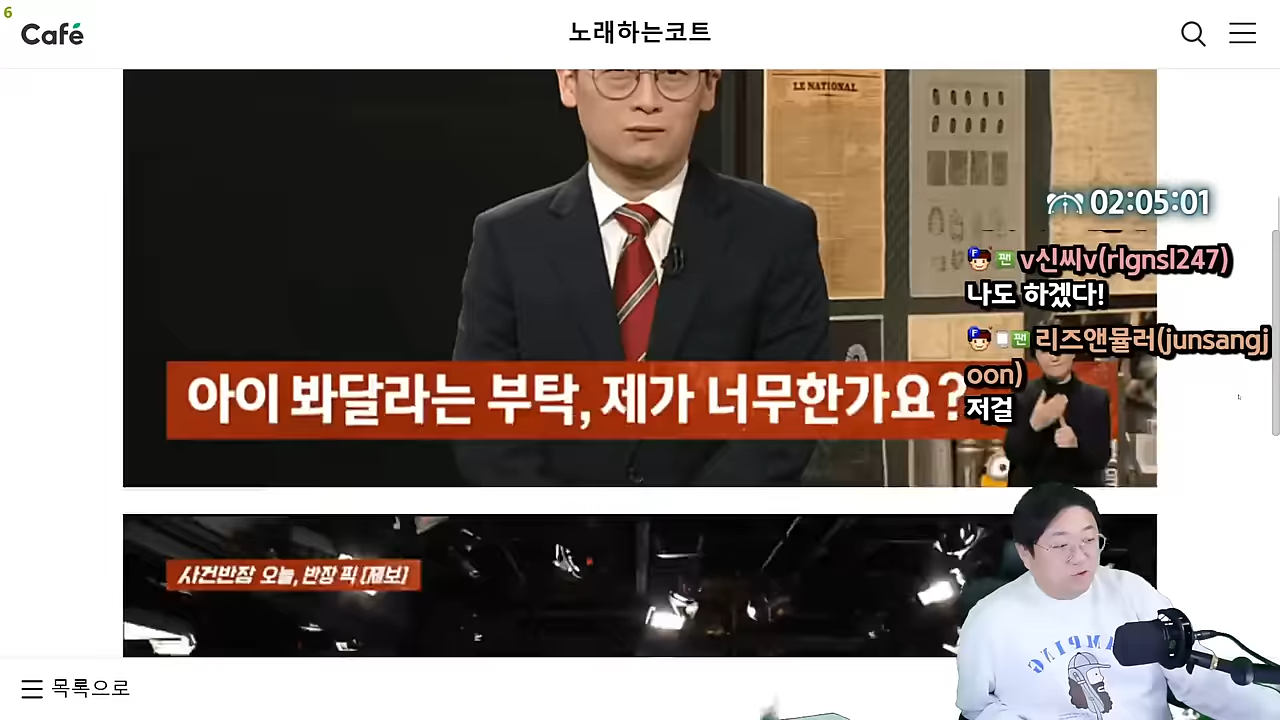 6
Café
노래하는코트
LE NATIONAL
02:05:01
팬 v신씨v(rlgnsl247)
나도 하겠다!
팬 리즈앤뮬러(junsangj
oon)
저걸
아이 봐달라는 부탁, 제가 너무한가요?
사건반장 오늘, 반장 픽 [제보]
CAMPING
목록으로